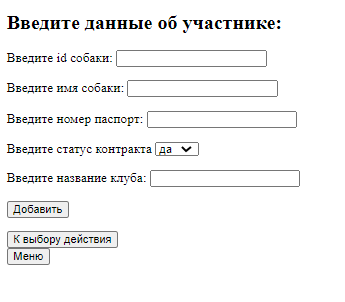 Введите данные об участнике:
Введите id собаки:
Введите имя собаки:
Введите номер паспорт:
Введите статус контракта да
Введите название клуба:
Добавить
К выбору действия
Меню